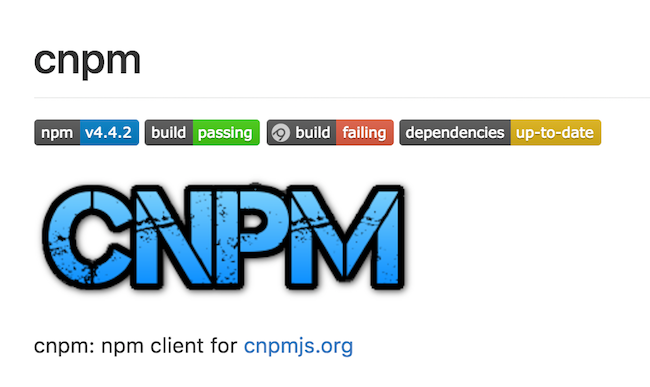 cnpm
npm v4.4.2 build passing build failing dependencies up-to-date
CNPM
cnpm: npm client for cnpmjs.org